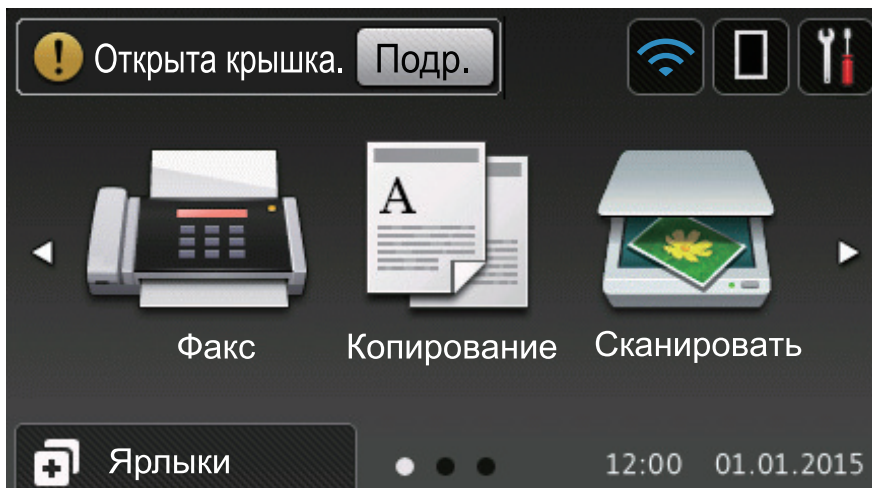 Открыта крышка. Подр.
A
Факс Копирование Сканировать
Ярлыки 12:00 01.01.2015